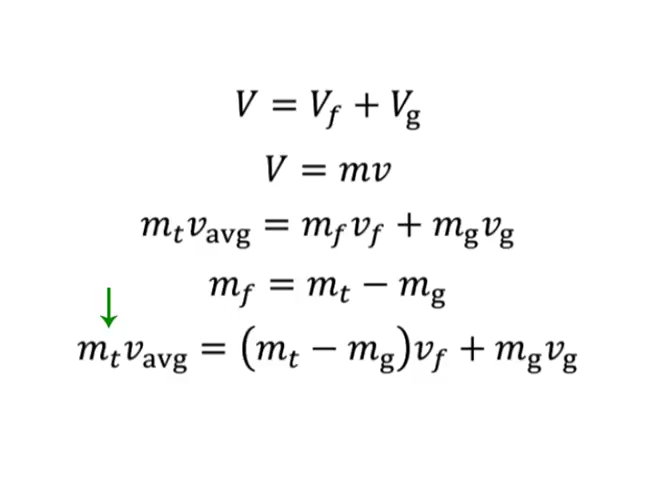 V = V_f + V_g
V = mv
m_t v_avg = m_f v_f + m_g v_g
m_f = m_t − m_g
↓
m_t v_avg = (m_t − m_g)v_f + m_g v_g